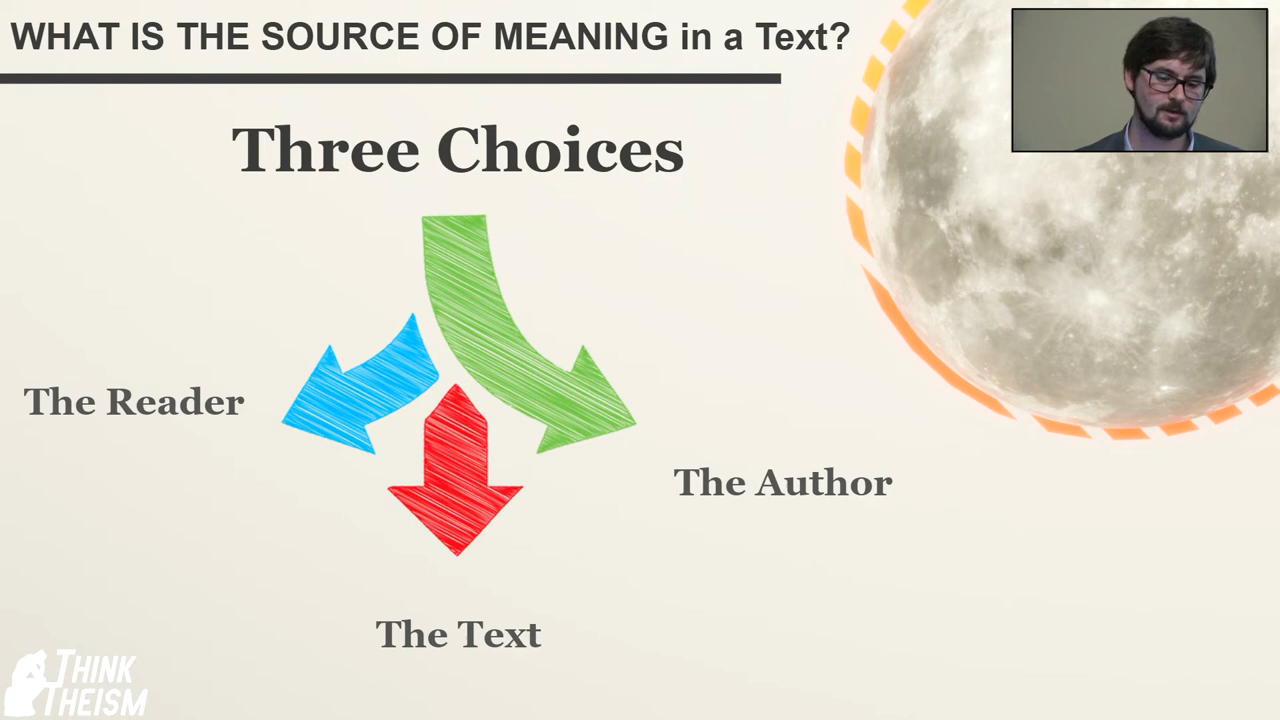 WHAT IS THE SOURCE OF MEANING in a Text?
Three Choices
The Reader
The Author
The Text
THINK
THEISM